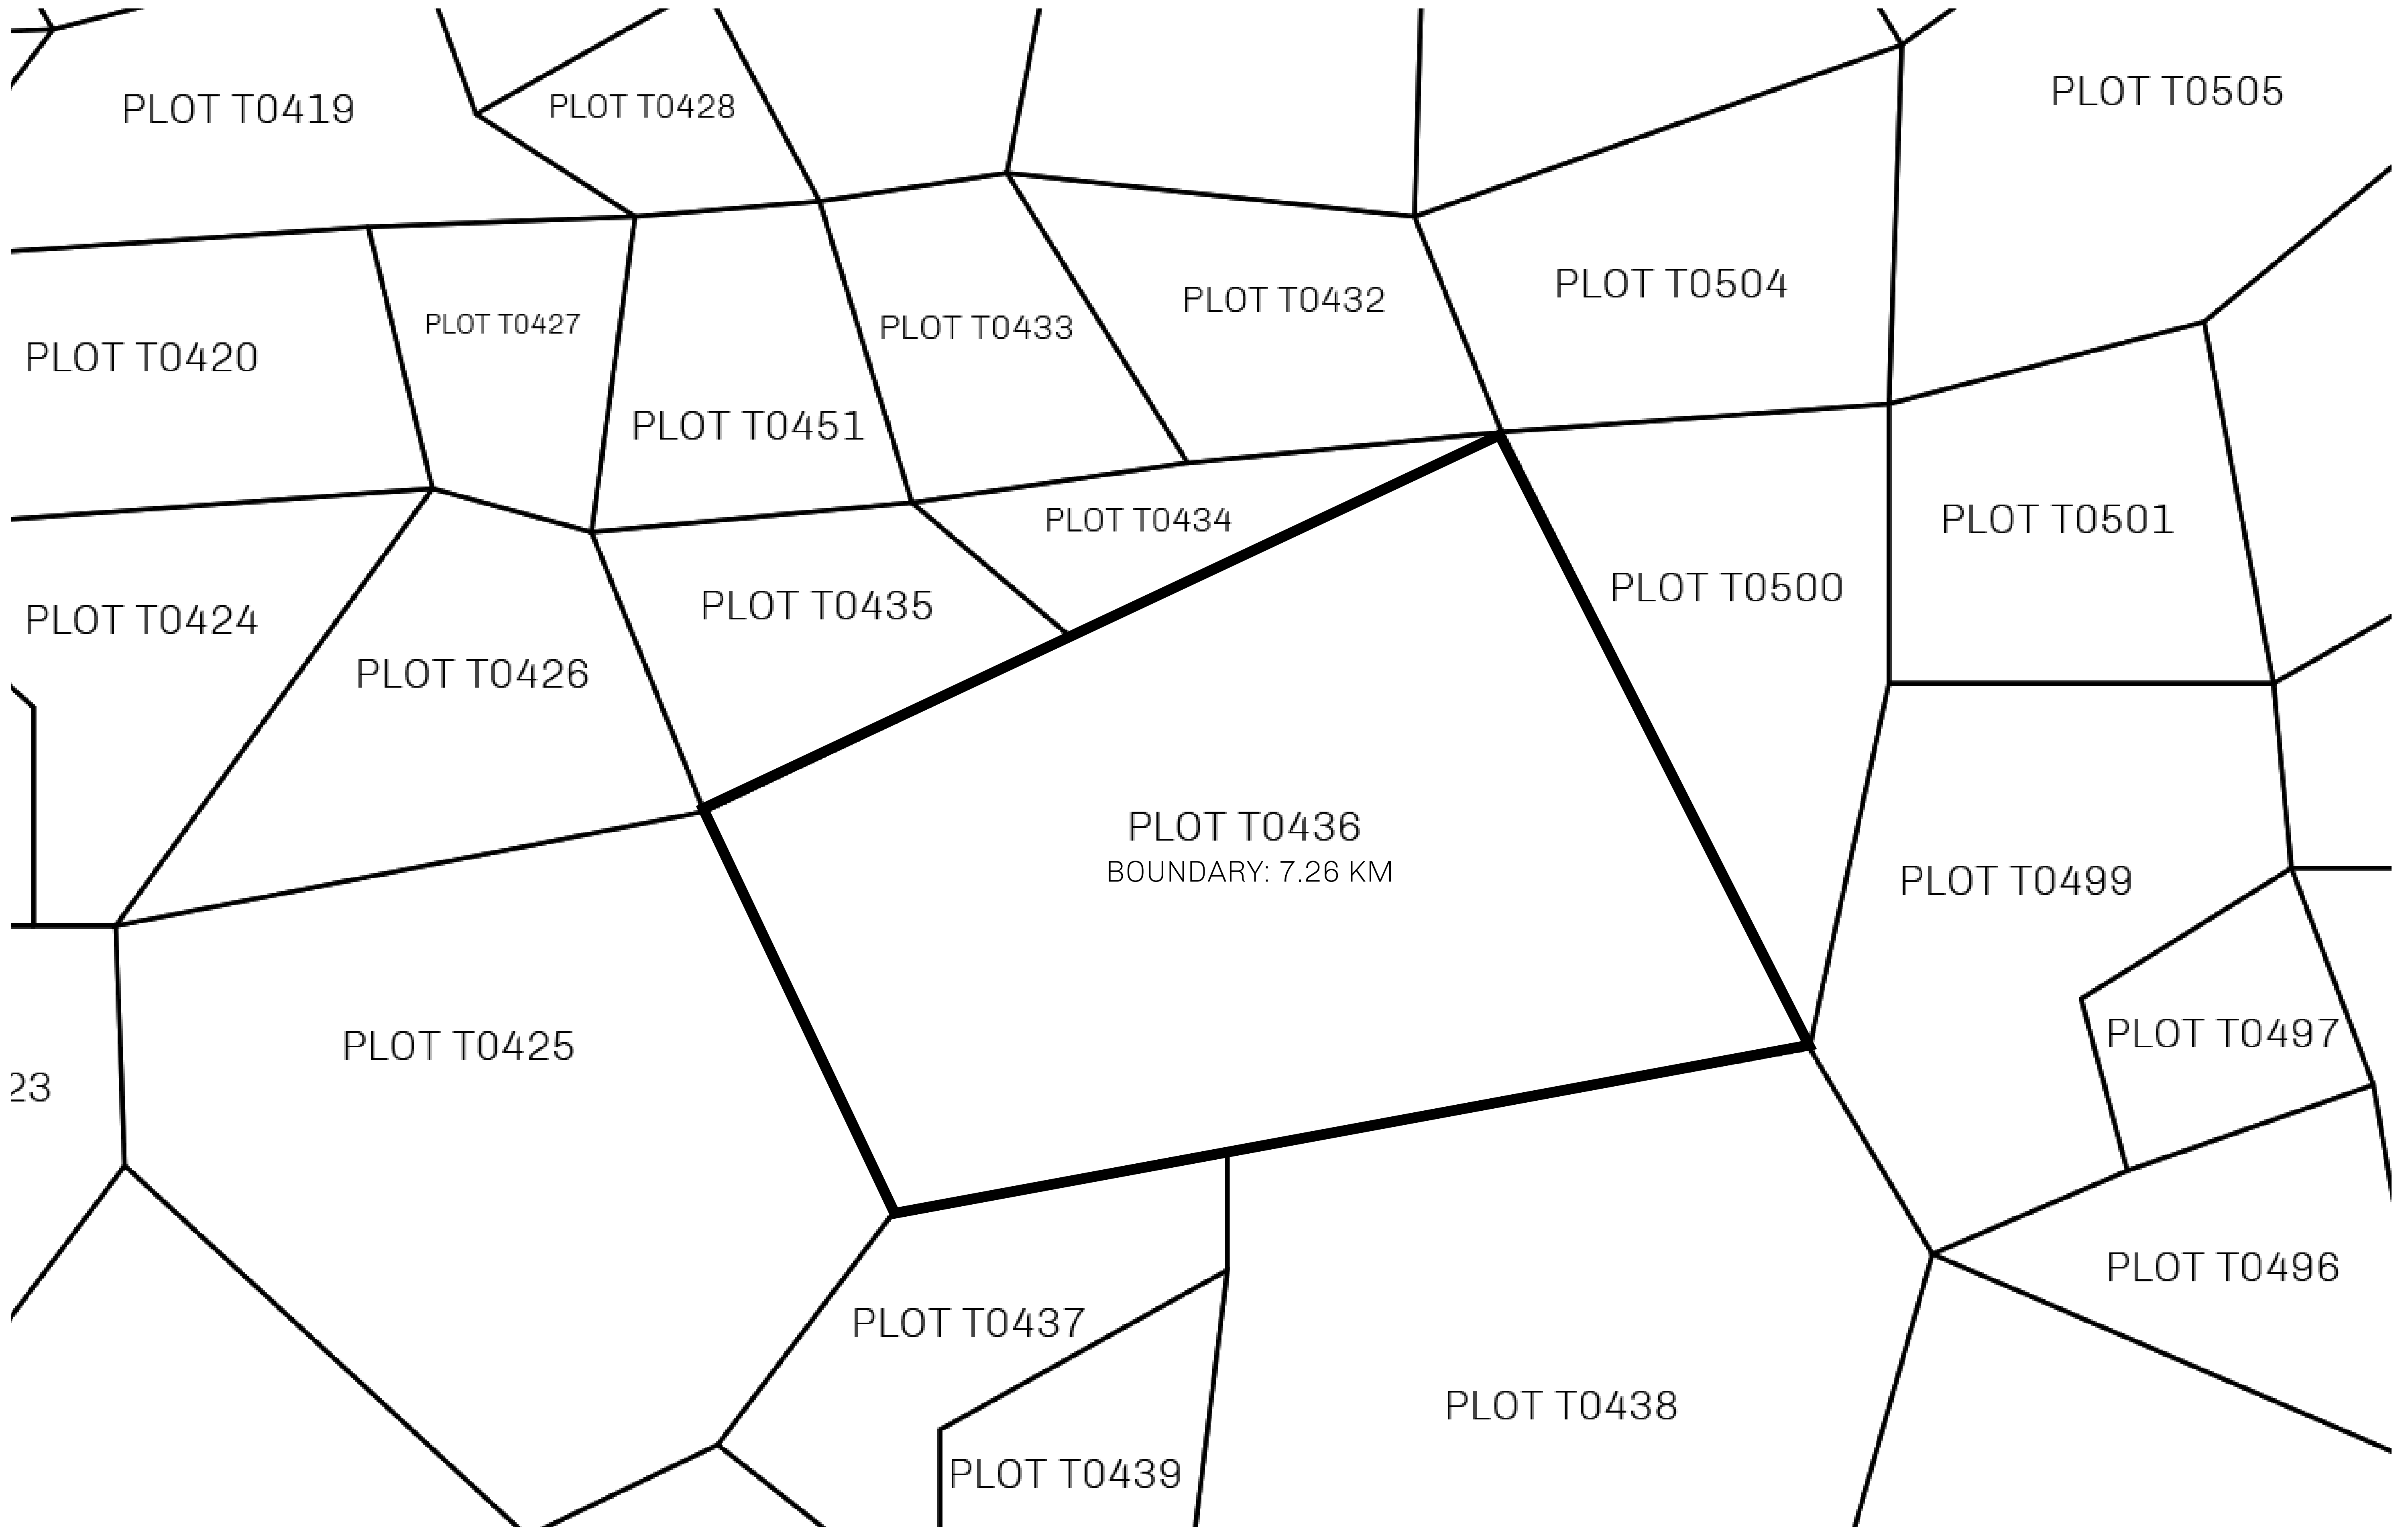 PLOT T0505
PLOT T0419
PLOT T0428
PLOT T0504
PLOT T0432
PLOT T0427
PLOT T0433
PLOT T0420
PLOT T0451
PLOT T0501
PLOT T0434
PLOT T0500
PLOT T0435
PLOT T0424
PLOT T0426
PLOT T0436
BOUNDARY: 7.26 KM
PLOT T0499
PLOT T0497
PLOT T0425
23
PLOT T0496
PLOT T0437
PLOT T0438
PLOT T0439